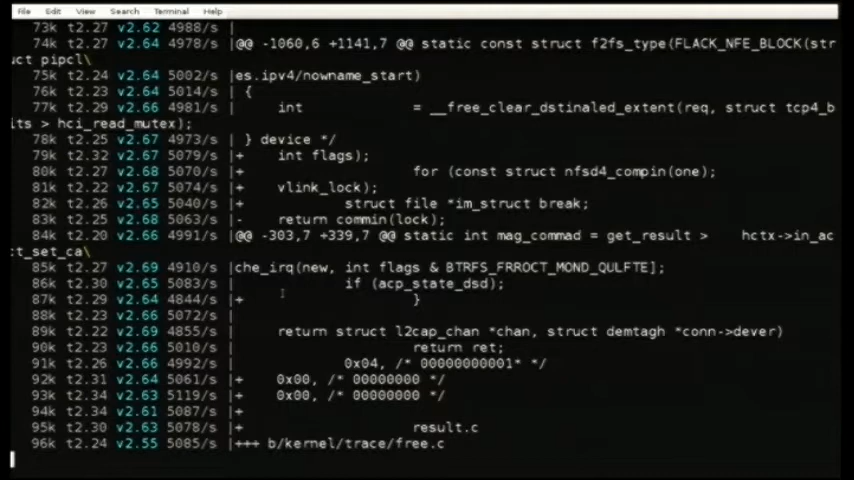 File Edit View Search Terminal Help
73k t2.27 v2.62 4988/s |
74k t2.27 v2.64 4978/s |@@ -1060,6 +1141,7 @@ static const struct f2fs_type(FLACK_NFE_BLOCK(str
uct pipcl\
75k t2.24 v2.64 5002/s |es.ipv4/nowname_start)
76k t2.23 v2.64 5014/s | {
77k t2.29 v2.66 4981/s |     int     = __free_clear_dstinaled_extent(req, struct tcp4_b
lts > hci_read_mutex);
78k t2.25 v2.67 4973/s | } device */
79k t2.32 v2.67 5079/s |+    int flags);
80k t2.27 v2.68 5070/s |+    for (const struct nfsd4_compin(one);
81k t2.22 v2.67 5074/s |+    vlink_lock);
82k t2.26 v2.65 5040/s |+    struct file *im_struct break;
83k t2.25 v2.68 5063/s |-    return commin(lock);
84k t2.20 v2.66 4991/s |@@ -303,7 +339,7 @@ static int mag_commad = get_result >    hctx->in_ac
ct_set_ca\
85k t2.27 v2.69 4910/s |che_irq(new, int flags & BTRFS_FRROCT_MOND_QULFTE];
86k t2.30 v2.65 5083/s |    if (acp_state_dsd);
87k t2.29 v2.64 4844/s |+    }
88k t2.23 v2.66 5072/s |
89k t2.22 v2.69 4855/s |    return struct l2cap_chan *chan, struct demtagh *conn->dever)
90k t2.23 v2.66 5010/s |    return ret;
91k t2.26 v2.66 4992/s |    0x04, /* 00000000001* */
92k t2.31 v2.64 5061/s |+    0x00, /* 00000000 */
93k t2.34 v2.63 5119/s |+    0x00, /* 00000000 */
94k t2.34 v2.61 5087/s |+
95k t2.30 v2.63 5078/s |+    result.c
96k t2.24 v2.55 5085/s |+++ b/kernel/trace/free.c